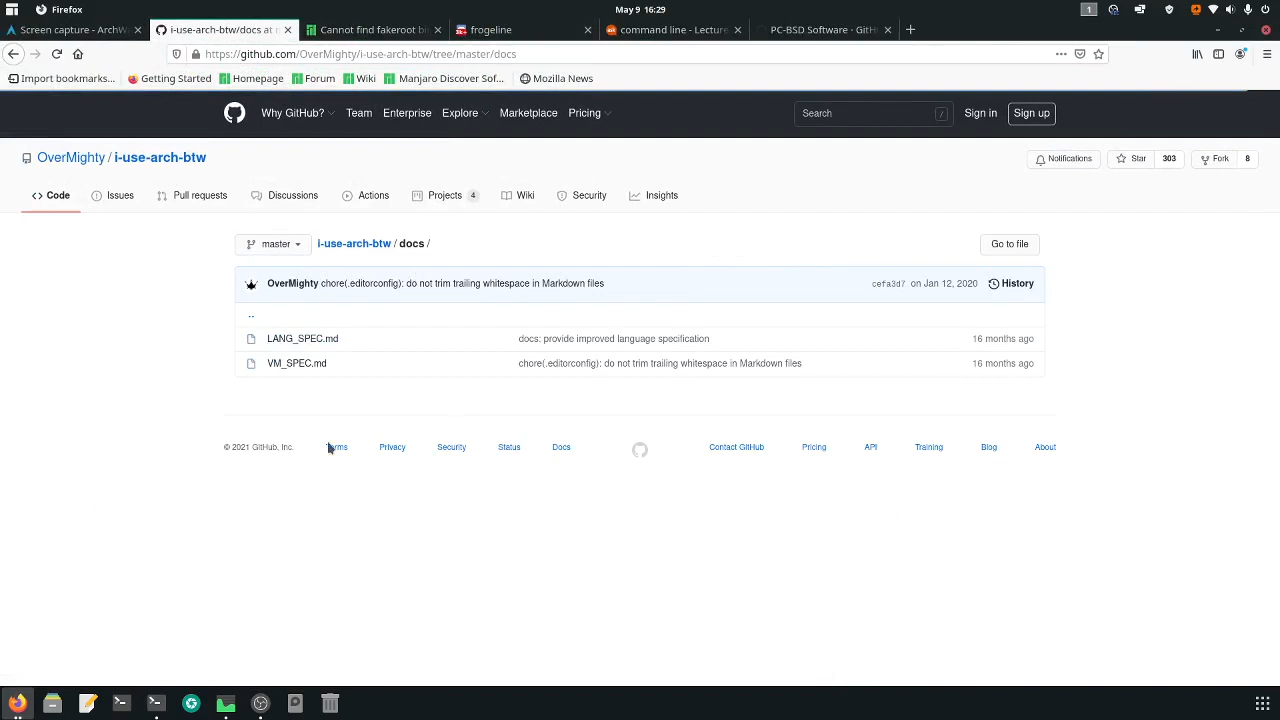 Firefox
May 9 16:29
1
Screen capture - ArchW
i-use-arch-btw/docs at m
Cannot find fakeroot bi
frogeline
command line - Lecture
PC-BSD Software · GitH
https://github.com/OverMighty/i-use-arch-btw/tree/master/docs
Import bookmarks...
Getting Started
Homepage
Forum
Wiki
Manjaro Discover Sof...
Mozilla News
Why GitHub?
Team
Enterprise
Explore
Marketplace
Pricing
Search
/
Sign in
Sign up
OverMighty / i-use-arch-btw
Notifications
Star 303
Fork 8
Code
Issues
Pull requests
Discussions
Actions
Projects 4
Wiki
Security
Insights
master
i-use-arch-btw / docs /
Go to file
OverMighty chore(.editorconfig): do not trim trailing whitespace in Markdown files
cefa3d7 on Jan 12, 2020
History
..
LANG_SPEC.md
docs: provide improved language specification
16 months ago
VM_SPEC.md
chore(.editorconfig): do not trim trailing whitespace in Markdown files
16 months ago
© 2021 GitHub, Inc.
Terms
Privacy
Security
Status
Docs
Contact GitHub
Pricing
API
Training
Blog
About